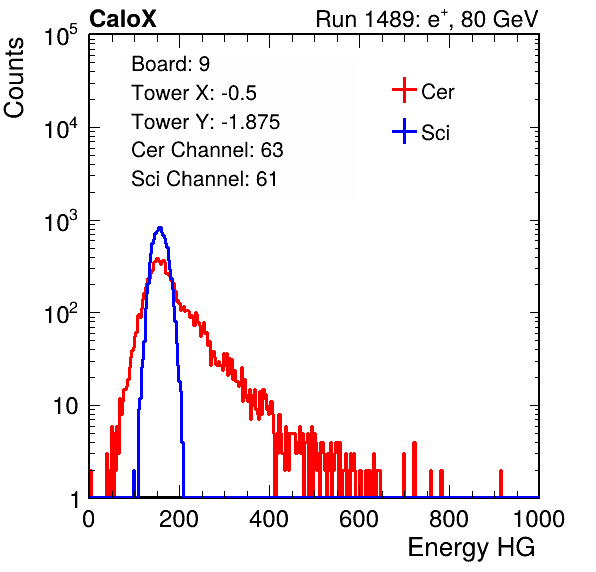 CaloX Run 1489: e⁺, 80 GeV
Counts
10⁵
10⁴
10³
10²
10
1
Board: 9
Tower X: -0.5
Tower Y: -1.875
Cer Channel: 63
Sci Channel: 61
Cer
Sci
0 200 400 600 800 1000
Energy HG